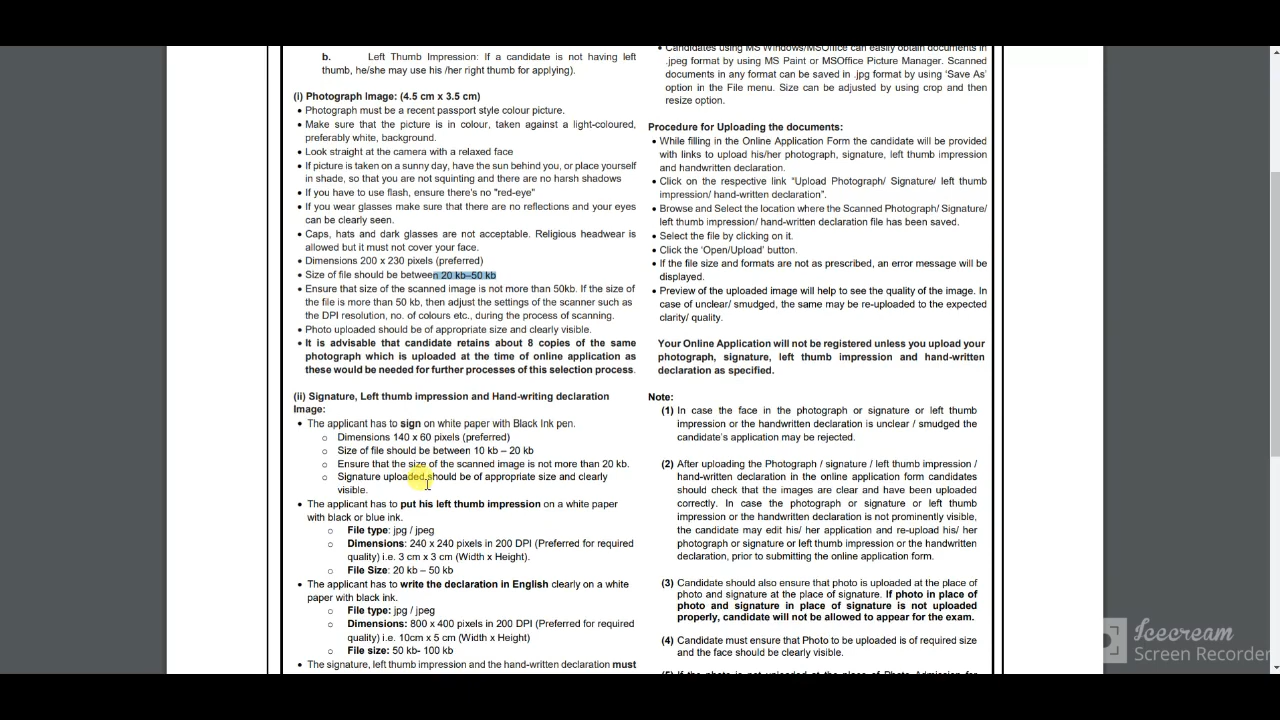 b. Left Thumb Impression: If a candidate is not having left
thumb, he/she may use his /her right thumb for applying).
(i) Photograph Image: (4.5 cm x 3.5 cm)
• Photograph must be a recent passport style colour picture.
• Make sure that the picture is in colour, taken against a light-coloured,
preferably white, background.
• Look straight at the camera with a relaxed face
• If picture is taken on a sunny day, have the sun behind you, or place yourself
in shade, so that you are not squinting and there are no harsh shadows
• If you have to use flash, ensure there's no "red-eye"
• If you wear glasses make sure that there are no reflections and your eyes
can be clearly seen.
• Caps, hats and dark glasses are not acceptable. Religious headwear is
allowed but it must not cover your face.
• Dimensions 200 x 230 pixels (preferred)
• Size of file should be between 20 kb–50 kb
• Ensure that size of the scanned image is not more than 50kb. If the size of
the file is more than 50 kb, then adjust the settings of the scanner such as
the DPI resolution, no. of colours etc., during the process of scanning.
• Photo uploaded should be of appropriate size and clearly visible.
• It is advisable that candidate retains about 8 copies of the same
photograph which is uploaded at the time of online application as
these would be needed for further processes of this selection process.
(ii) Signature, Left thumb impression and Hand-writing declaration
Image:
• The applicant has to sign on white paper with Black Ink pen.
o Dimensions 140 x 60 pixels (preferred)
o Size of file should be between 10 kb – 20 kb
o Ensure that the size of the scanned image is not more than 20 kb.
o Signature uploaded should be of appropriate size and clearly
visible.
• The applicant has to put his left thumb impression on a white paper
with black or blue ink.
o File type: jpg / jpeg
o Dimensions: 240 x 240 pixels in 200 DPI (Preferred for required
quality) i.e. 3 cm x 3 cm (Width x Height).
o File Size: 20 kb – 50 kb
• The applicant has to write the declaration in English clearly on a white
paper with black ink.
o File type: jpg / jpeg
o Dimensions: 800 x 400 pixels in 200 DPI (Preferred for required
quality) i.e. 10cm x 5 cm (Width x Height)
o File size: 50 kb- 100 kb
• The signature, left thumb impression and the hand-written declaration must
• Candidates using MS Windows/MSOffice can easily obtain documents in
.jpeg format by using MS Paint or MSOffice Picture Manager. Scanned
documents in any format can be saved in .jpg format by using 'Save As'
option in the File menu. Size can be adjusted by using crop and then
resize option.
Procedure for Uploading the documents:
• While filling in the Online Application Form the candidate will be provided
with links to upload his/her photograph, signature, left thumb impression
and handwritten declaration.
• Click on the respective link "Upload Photograph/ Signature/ left thumb
impression/ hand-written declaration".
• Browse and Select the location where the Scanned Photograph/ Signature/
left thumb impression/ hand-written declaration file has been saved.
• Select the file by clicking on it.
• Click the 'Open/Upload' button.
• If the file size and formats are not as prescribed, an error message will be
displayed.
• Preview of the uploaded image will help to see the quality of the image. In
case of unclear/ smudged, the same may be re-uploaded to the expected
clarity/ quality.
Your Online Application will not be registered unless you upload your
photograph, signature, left thumb impression and hand-written
declaration as specified.
Note:
(1) In case the face in the photograph or signature or left thumb
impression or the handwritten declaration is unclear / smudged the
candidate's application may be rejected.
(2) After uploading the Photograph / signature / left thumb impression /
hand-written declaration in the online application form candidates
should check that the images are clear and have been uploaded
correctly. In case the photograph or signature or left thumb
impression or the handwritten declaration is not prominently visible,
the candidate may edit his/ her application and re-upload his/ her
photograph or signature or left thumb impression or the handwritten
declaration, prior to submitting the online application form.
(3) Candidate should also ensure that photo is uploaded at the place of
photo and signature at the place of signature. If photo in place of
photo and signature in place of signature is not uploaded
properly, candidate will not be allowed to appear for the exam.
(4) Candidate must ensure that Photo to be uploaded is of required size
and the face should be clearly visible.
(5) If the photo is not uploaded at the place of Photo Admission for
Icecream
Screen Recorder